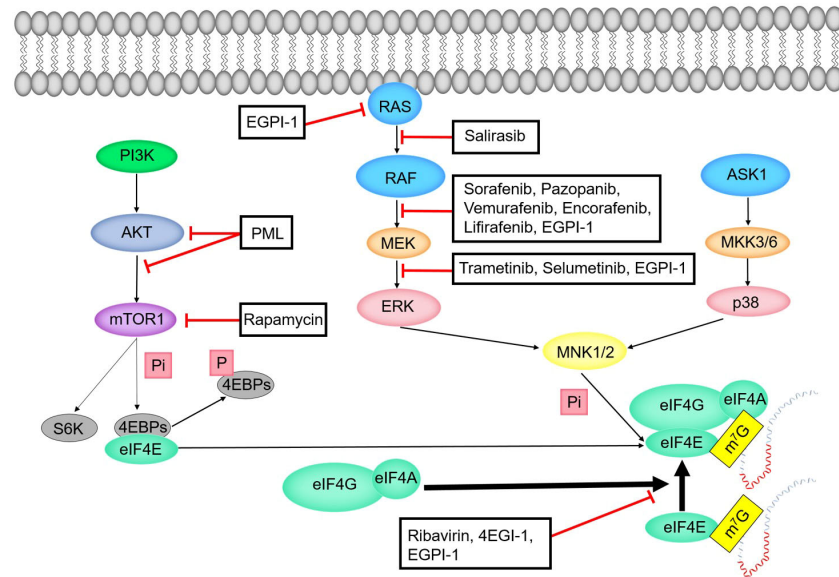 RAS
EGPI-1
Salirasib
PI3K
RAF
ASK1
Sorafenib, Pazopanib,
Vemurafenib, Encorafenib,
Lifirafenib, EGPI-1
AKT
PML
MEK
MKK3/6
Trametinib, Selumetinib, EGPI-1
mTOR1
Rapamycin
ERK
p38
MNK1/2
Pi
P
4EBPs
Pi
S6K
4EBPs
eIF4E
eIF4G
eIF4A
eIF4E
m⁷G
eIF4G
eIF4A
Ribavirin, 4EGI-1,
EGPI-1
eIF4E
m⁷G